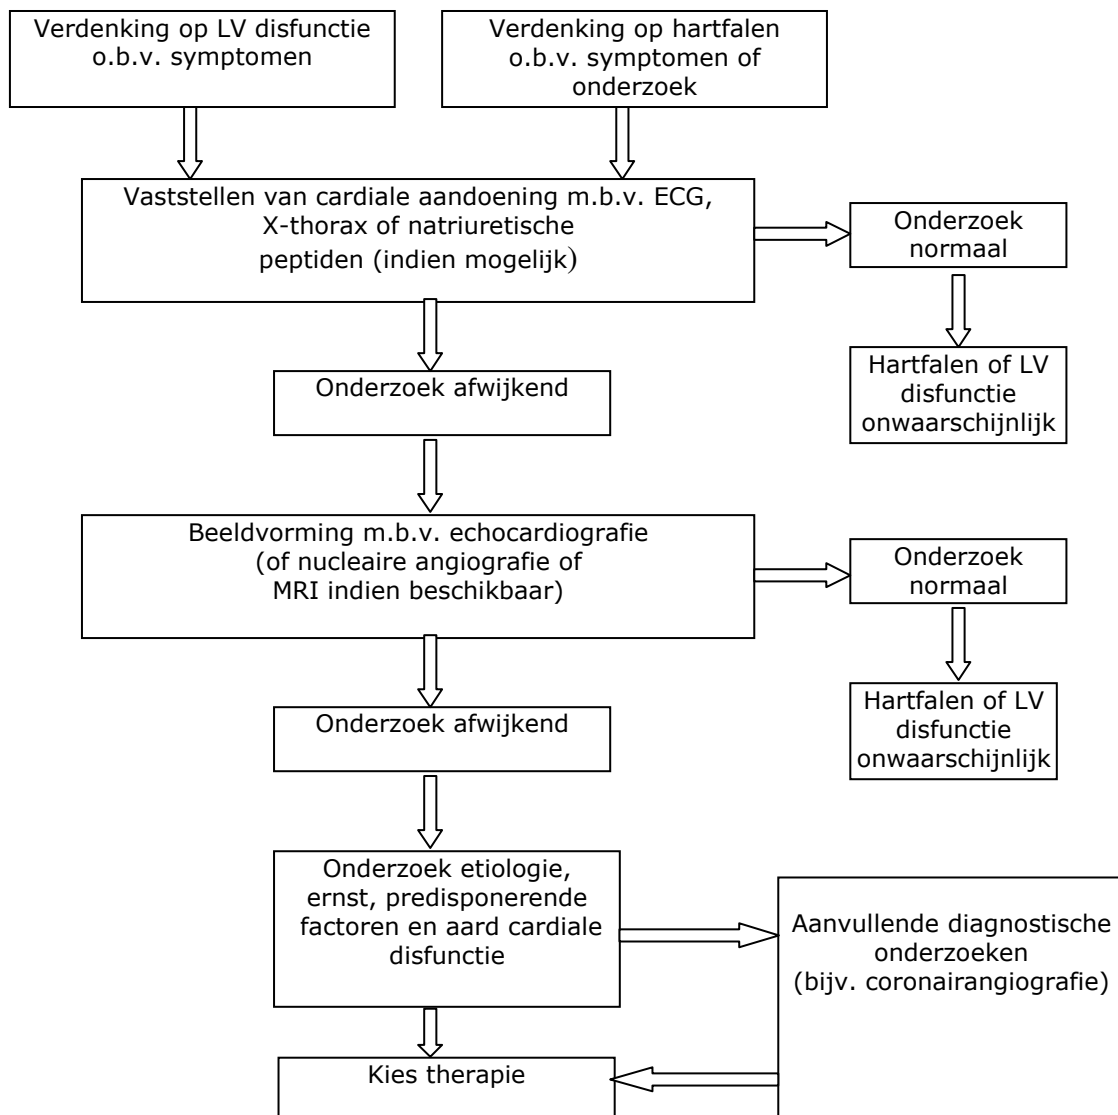 Verdenking op LV disfunctie
o.b.v. symptomen
Verdenking op hartfalen
o.b.v. symptomen of
onderzoek
Vaststellen van cardiale aandoening m.b.v. ECG,
X-thorax of natriuretische
peptiden (indien mogelijk)
Onderzoek
normaal
Hartfalen of LV
disfunctie
onwaarschijnlijk
Onderzoek afwijkend
Beeldvorming m.b.v. echocardiografie
(of nucleaire angiografie of
MRI indien beschikbaar)
Onderzoek
normaal
Hartfalen of LV
disfunctie
onwaarschijnlijk
Onderzoek afwijkend
Onderzoek etiologie,
ernst, predisponerende
factoren en aard cardiale
disfunctie
Aanvullende diagnostische
onderzoeken
(bijv. coronairangiografie)
Kies therapie